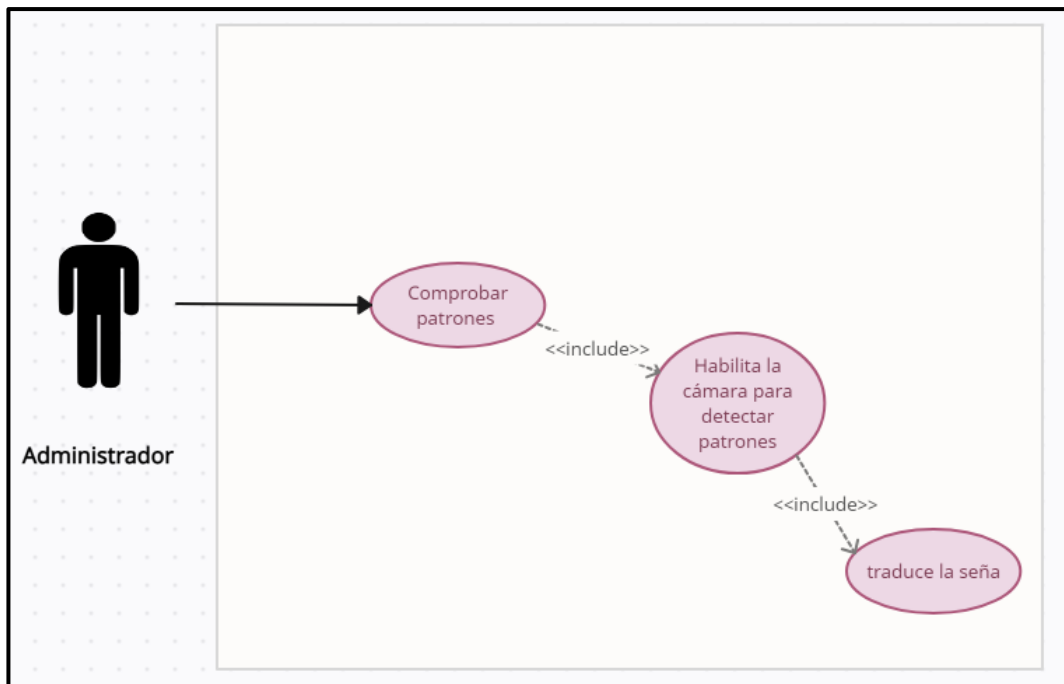 Comprobar
patrones
<<include>>
Habilita la
cámara para
detectar
patrones
Administrador
<<include>>
traduce la seña